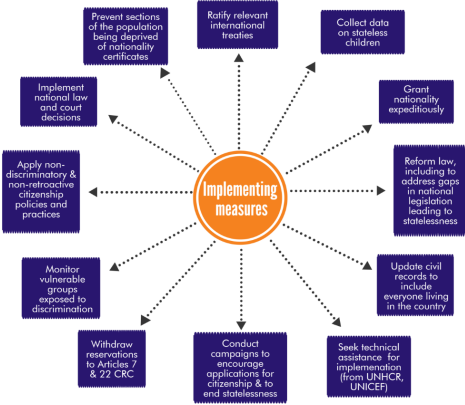 Prevent sections
of the population
being deprived
of nationality
certificates
Ratify relevant
international
treaties
Collect data
on stateless
children
Grant
nationality
expeditiously
Reform law,
including to
address gaps
in national
legislation
leading to
statelessness
Update civil
records to
include
everyone living
in the country
Seek technical
assistance for
implemenation
(from UNHCR,
UNICEF)
Conduct
campaigns to
encourage
applications for
citizenship & to
end statelessness
Withdraw
reservations
to Articles 7
& 22 CRC
Monitor
vulnerable
groups
exposed to
discrimination
Apply non-
discriminatory &
non-retroactive
citizenship
policies and
practices
Implement
national law
and court
decisions
Implementing
measures